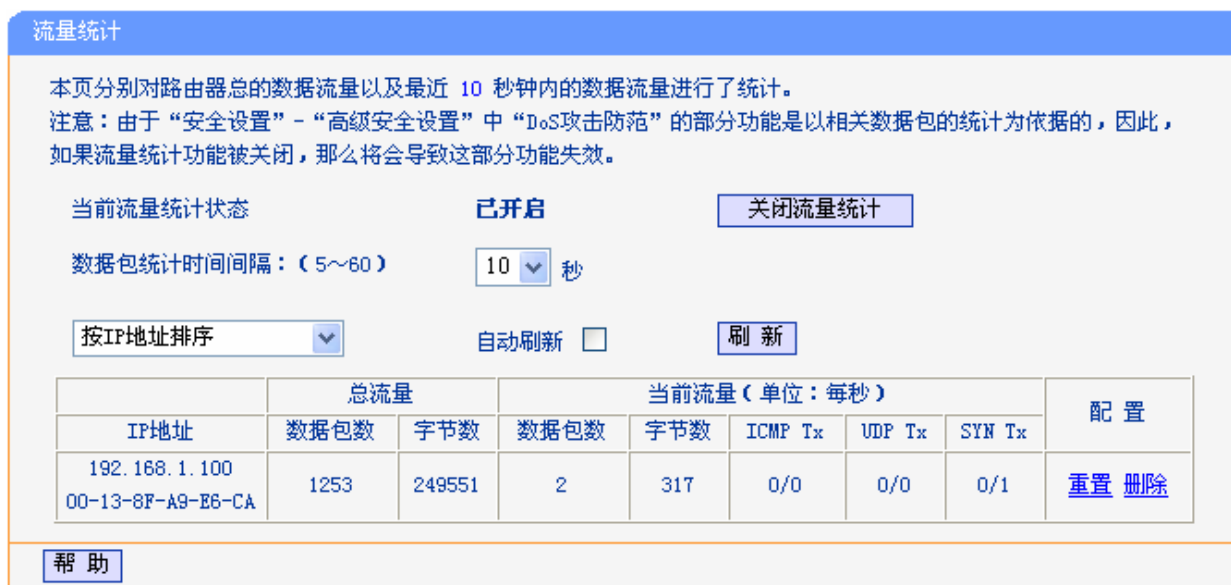 流量统计
本页分别对路由器总的数据流量以及最近 10 秒钟内的数据流量进行了统计。
注意：由于“安全设置”-“高级安全设置”中“DoS攻击防范”的部分功能是以相关数据包的统计为依据的，因此，
如果流量统计功能被关闭，那么将会导致这部分功能失效。
当前流量统计状态 已开启 关闭流量统计
数据包统计时间间隔：（5～60） 10 秒
按IP地址排序 自动刷新 刷 新
总流量 当前流量（单位：每秒） 配 置
IP地址 数据包数 字节数 数据包数 字节数 ICMP Tx UDP Tx SYN Tx
192.168.1.100
00-13-8F-A9-E6-CA 1253 249551 2 317 0/0 0/0 0/1 重置 删除
帮 助